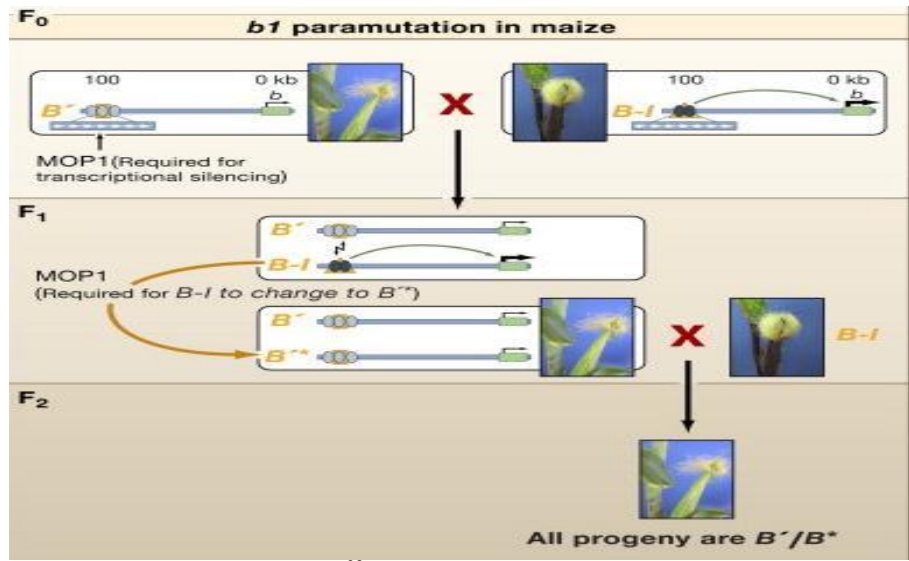 F0
b1 paramutation in maize
100 0 kb
b
B´
MOP1 (Required for
transcriptional silencing)
X
100 0 kb
b
B-I
F1
B´
B-I
MOP1
(Required for B-I to change to B´*)
B´
B´*
X
B-I
F2
All progeny are B´/B*